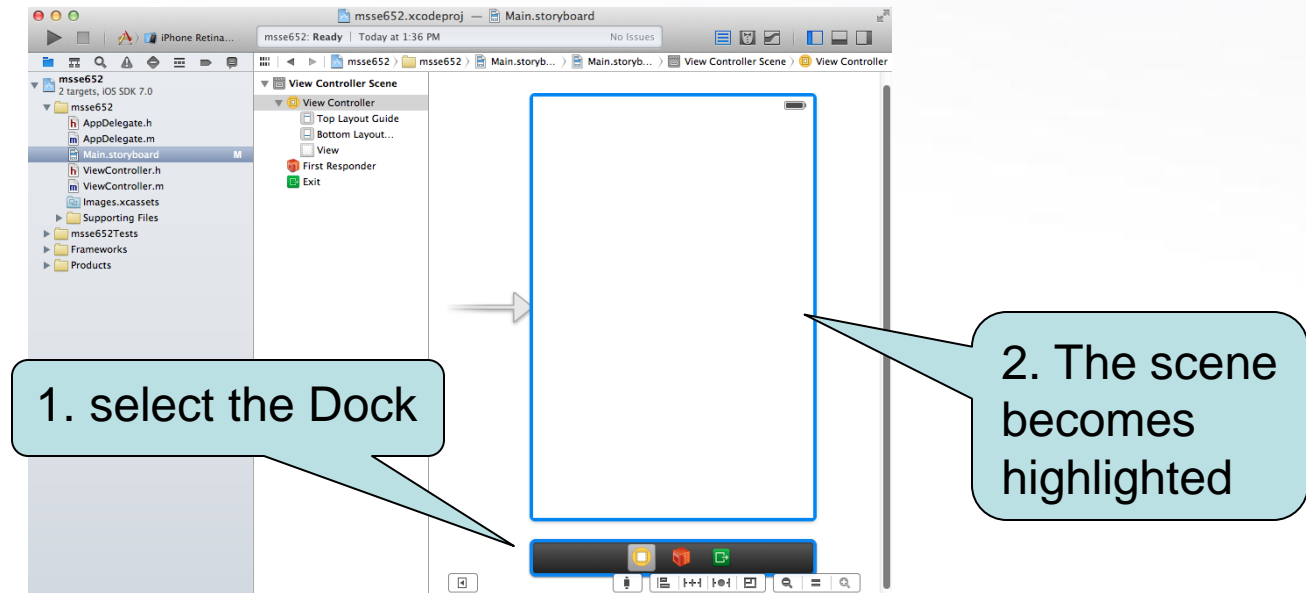 msse652.xcodeproj — Main.storyboard
iPhone Retina...
msse652: Ready | Today at 1:36 PM
No Issues
msse652 〉 msse652 〉 Main.storyb... 〉 Main.storyb... 〉 View Controller Scene 〉 View Controller
msse652
2 targets, iOS SDK 7.0
msse652
h AppDelegate.h
m AppDelegate.m
Main.storyboard M
h ViewController.h
m ViewController.m
Images.xcassets
Supporting Files
msse652Tests
Frameworks
Products
View Controller Scene
View Controller
Top Layout Guide
Bottom Layout...
View
First Responder
Exit
1. select the Dock
2. The scene
becomes
highlighted